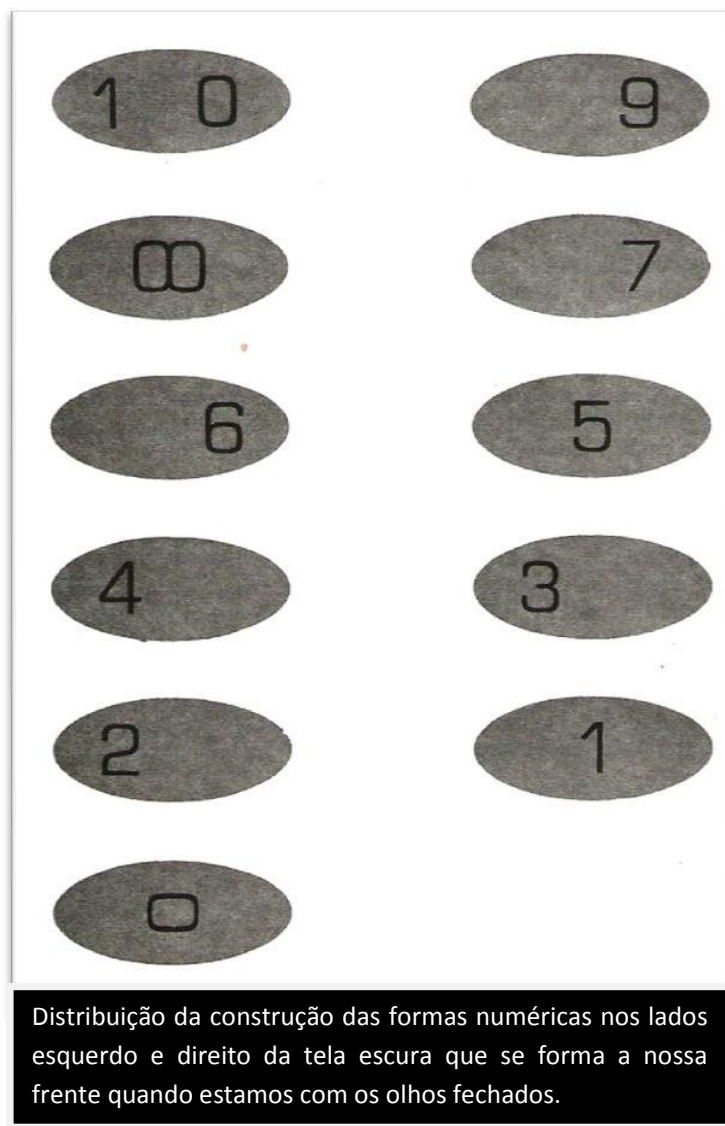 1 0 9
8 7
6 5
4 3
2 1
0
Distribuição da construção das formas numéricas nos lados
esquerdo e direito da tela escura que se forma a nossa
frente quando estamos com os olhos fechados.